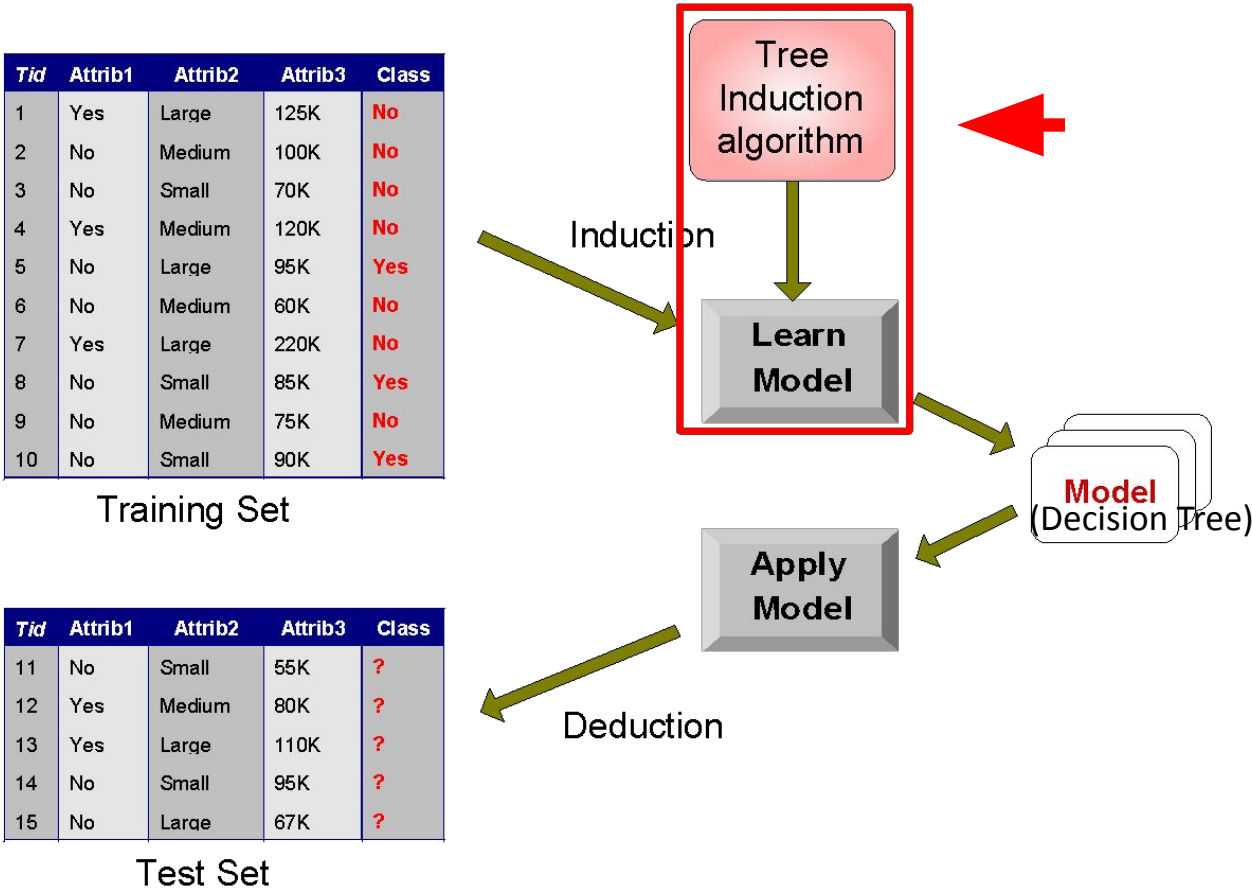 Tid Attrib1 Attrib2 Attrib3 Class
1 Yes Large 125K No
2 No Medium 100K No
3 No Small 70K No
4 Yes Medium 120K No
5 No Large 95K Yes
6 No Medium 60K No
7 Yes Large 220K No
8 No Small 85K Yes
9 No Medium 75K No
10 No Small 90K Yes
Training Set
Tree
Induction
algorithm
Induction
Learn
Model
Model
(Decision Tree)
Apply
Model
Deduction
Tid Attrib1 Attrib2 Attrib3 Class
11 No Small 55K ?
12 Yes Medium 80K ?
13 Yes Large 110K ?
14 No Small 95K ?
15 No Large 67K ?
Test Set